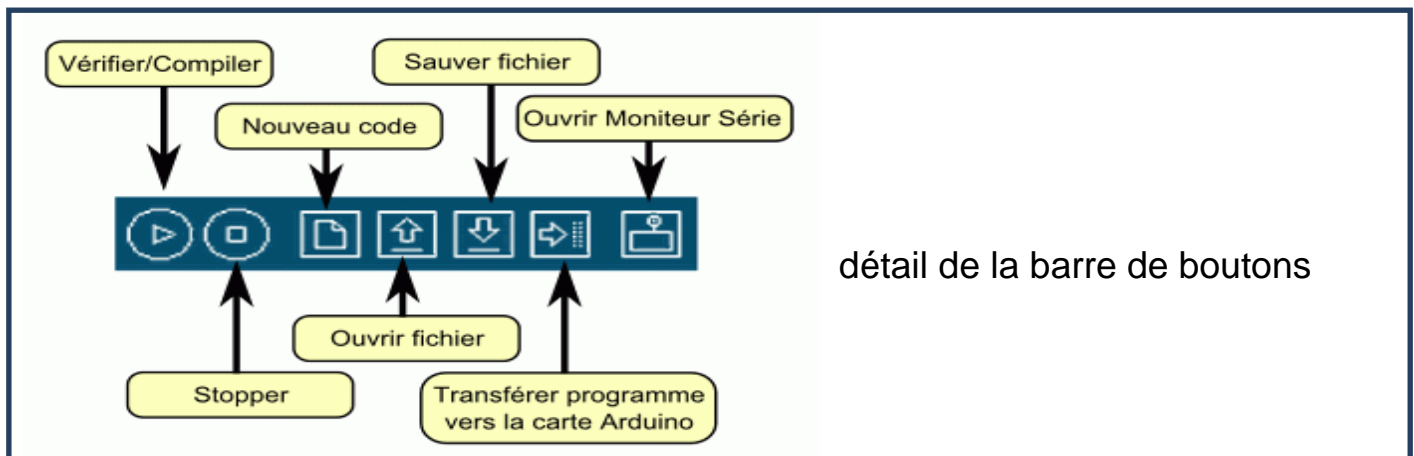 Vérifier/Compiler
Sauver fichier
Nouveau code
Ouvrir Moniteur Série
détail de la barre de boutons
Ouvrir fichier
Stopper
Transférer programme
vers la carte Arduino